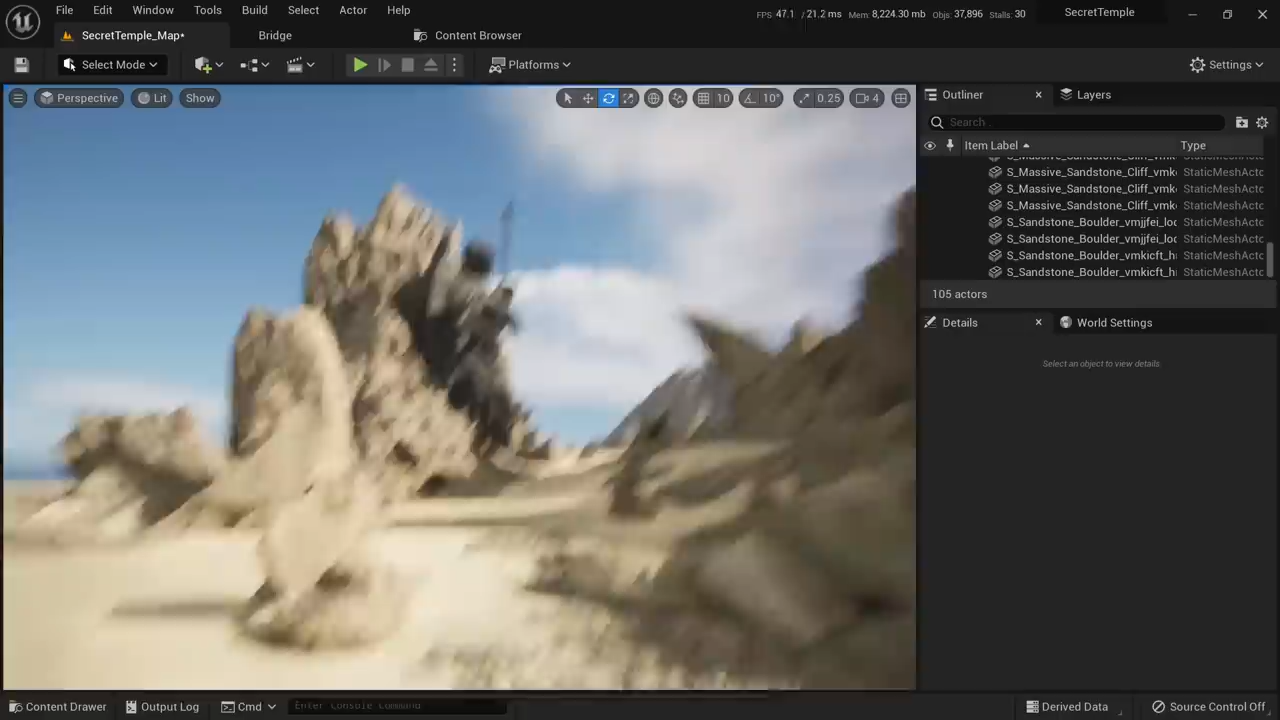 File Edit Window Tools Build Select Actor Help
FPS: 47.1 / 21.2 ms Mem: 8,224.30 mb Objs: 37,896 Stalls: 30 SecretTemple
SecretTemple_Map* Bridge Content Browser
Select Mode Platforms Settings
Perspective Lit Show 10 10° 0.25 4
Outliner Layers
Search...
Item Label Type
S_Massive_Sandstone_Cliff_vmk StaticMeshActo
S_Massive_Sandstone_Cliff_vmk StaticMeshActo
S_Massive_Sandstone_Cliff_vmk StaticMeshActo
S_Sandstone_Boulder_vmjjfei_loc StaticMeshActo
S_Sandstone_Boulder_vmjjfei_loc StaticMeshActo
S_Sandstone_Boulder_vmkicft_h StaticMeshActo
S_Sandstone_Boulder_vmkicft_h StaticMeshActo
105 actors
Details World Settings
Select an object to view details.
Content Drawer Output Log Cmd Enter Console Command Derived Data Source Control Off